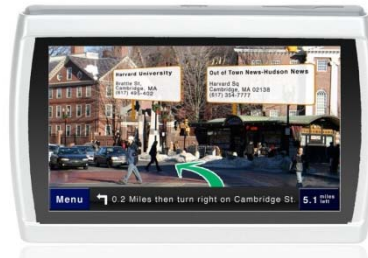 Harvard University
Brattle St.
Cambridge, MA
(617) 495-400
Out of Town News-Hudson News
Harvard Sq
Cambridge, MA 02138
(617) 354-7777
Menu
0.2 Miles then turn right on Cambridge St.
5.1 miles left